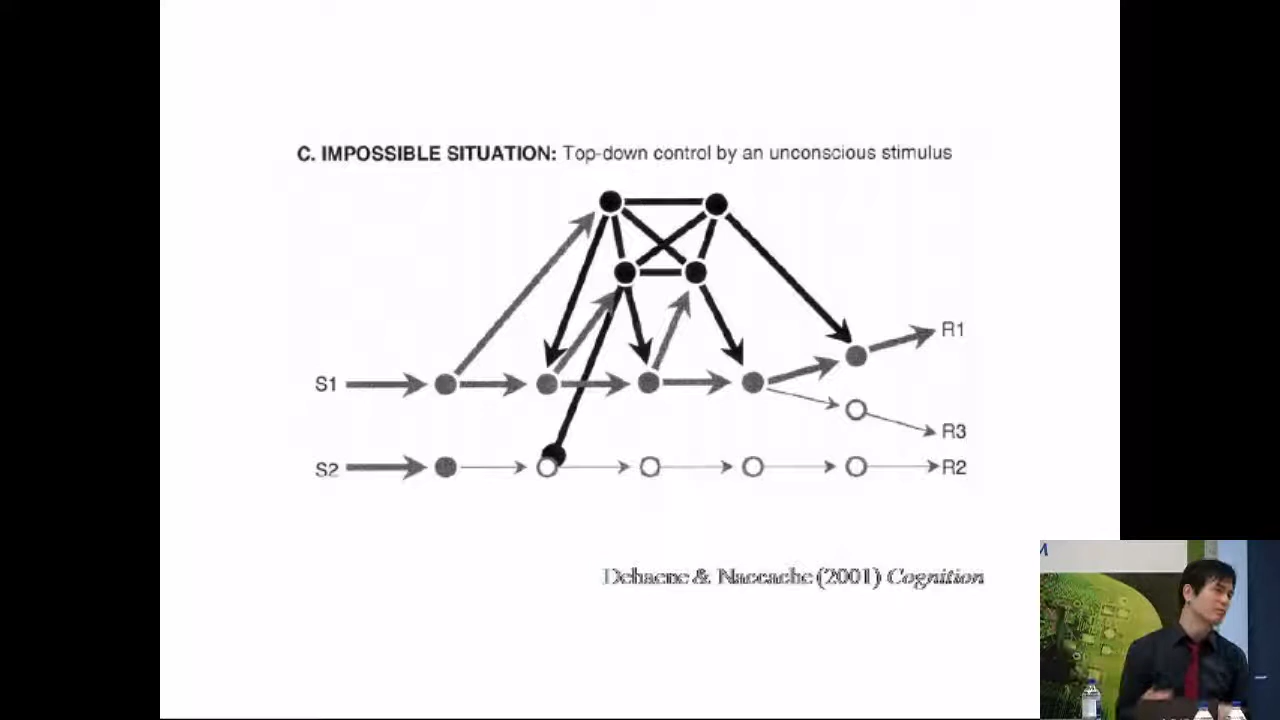 C. IMPOSSIBLE SITUATION: Top-down control by an unconscious stimulus
R1
S1
R3
S2
R2
Dehaene & Naccache (2001) Cognition
M